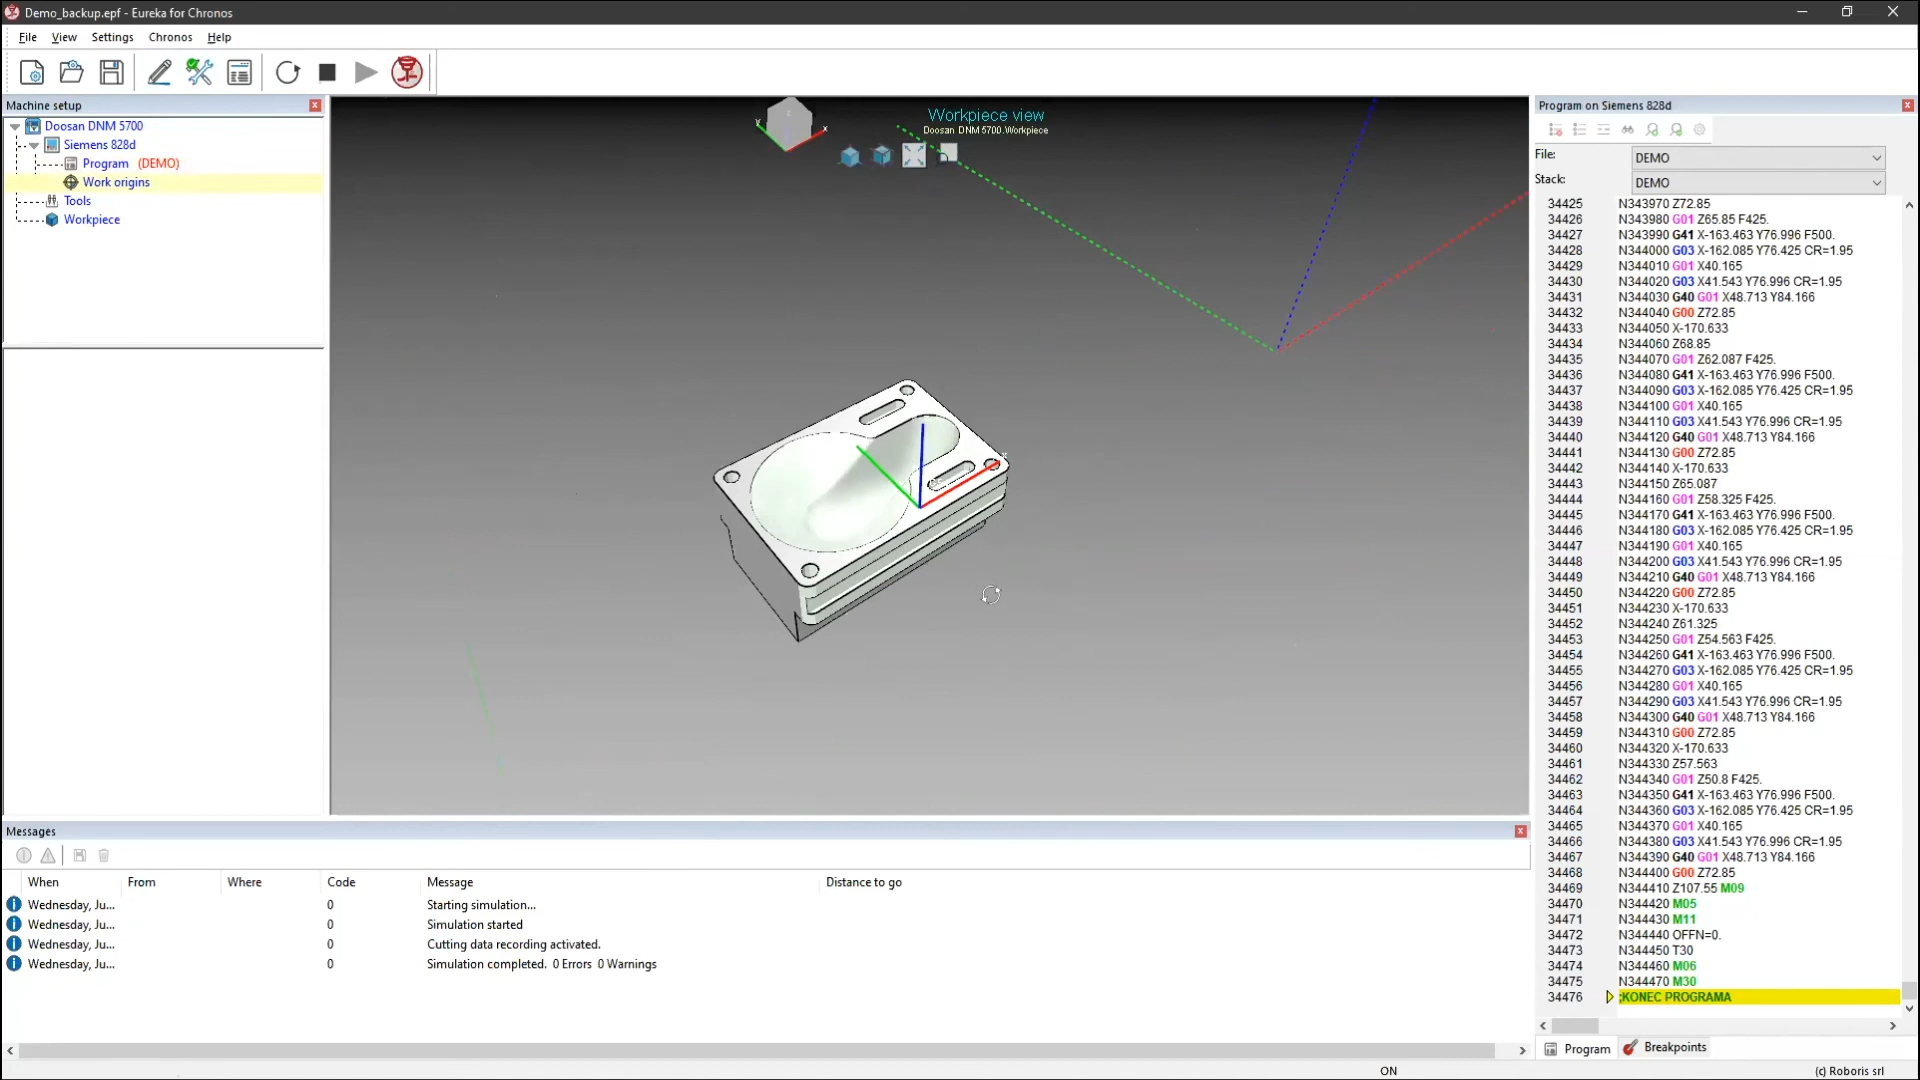 Demo_backup.epf - Eureka for Chronos
File View Settings Chronos Help
Machine setup
Doosan DNM 5700
Siemens 828d
Program (DEMO)
Work origins
Tools
Workpiece
Workpiece view
Doosan DNM 5700.Workpiece
Y
Z
X
Program on Siemens 828d
File: DEMO
Stack: DEMO
34425 N343970 Z72.85
34426 N343980 G01 Z65.85 F425.
34427 N343990 G41 X-163.463 Y76.996 F500.
34428 N344000 G03 X-162.085 Y76.425 CR=1.95
34429 N344010 G01 X40.165
34430 N344020 G03 X41.543 Y76.996 CR=1.95
34431 N344030 G40 G01 X48.713 Y84.166
34432 N344040 G00 Z72.85
34433 N344050 X-170.633
34434 N344060 Z68.85
34435 N344070 G01 Z62.087 F425.
34436 N344080 G41 X-163.463 Y76.996 F500.
34437 N344090 G03 X-162.085 Y76.425 CR=1.95
34438 N344100 G01 X40.165
34439 N344110 G03 X41.543 Y76.996 CR=1.95
34440 N344120 G40 G01 X48.713 Y84.166
34441 N344130 G00 Z72.85
34442 N344140 X-170.633
34443 N344150 Z65.087
34444 N344160 G01 Z58.325 F425.
34445 N344170 G41 X-163.463 Y76.996 F500.
34446 N344180 G03 X-162.085 Y76.425 CR=1.95
34447 N344190 G01 X40.165
34448 N344200 G03 X41.543 Y76.996 CR=1.95
34449 N344210 G40 G01 X48.713 Y84.166
34450 N344220 G00 Z72.85
34451 N344230 X-170.633
34452 N344240 Z61.325
34453 N344250 G01 Z54.563 F425.
34454 N344260 G41 X-163.463 Y76.996 F500.
34455 N344270 G03 X-162.085 Y76.425 CR=1.95
34456 N344280 G01 X40.165
34457 N344290 G03 X41.543 Y76.996 CR=1.95
34458 N344300 G40 G01 X48.713 Y84.166
34459 N344310 G00 Z72.85
34460 N344320 X-170.633
34461 N344330 Z57.563
34462 N344340 G01 Z50.8 F425.
34463 N344350 G41 X-163.463 Y76.996 F500.
34464 N344360 G03 X-162.085 Y76.425 CR=1.95
34465 N344370 G01 X40.165
34466 N344380 G03 X41.543 Y76.996 CR=1.95
34467 N344390 G40 G01 X48.713 Y84.166
34468 N344400 G00 Z72.85
34469 N344410 Z107.55 M09
34470 N344420 M05
34471 N344430 M11
34472 N344440 OFFN=0.
34473 N344450 T30
34474 N344460 M06
34475 N344470 M30
34476 ;KONEC PROGRAMA
Program Breakpoints
Messages
When From Where Code Message Distance to go
Wednesday, Ju... 0 Starting simulation...
Wednesday, Ju... 0 Simulation started
Wednesday, Ju... 0 Cutting data recording activated.
Wednesday, Ju... 0 Simulation completed. 0 Errors 0 Warnings
ON
(c) Roboris srl